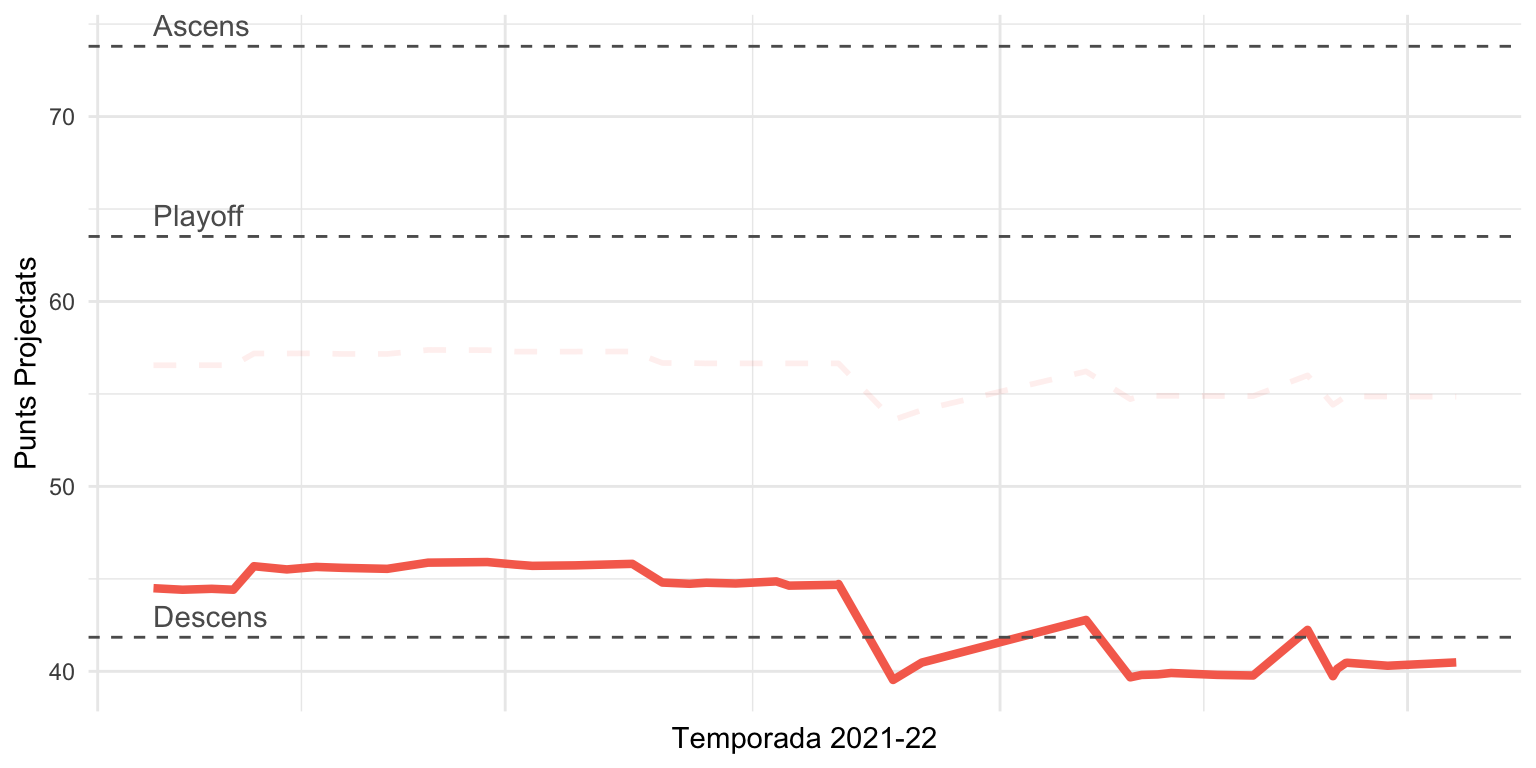 Ascens
70
Playoff
60
Punts Projectats
50
Descens
40
Temporada 2021-22